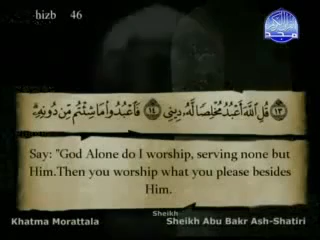 hizb 46
﴿١٣﴾ قُلِ ٱللَّهَ أَعْبُدُ مُخْلِصًا لَّهُۥ دِينِى ﴿١٤﴾ فَٱعْبُدُوا۟ مَا شِئْتُم مِّن دُونِهِۦ
Say: "God Alone do I worship, serving none but
Him.Then you worship what you please besides
Him.
Sheikh
Khatma Morattala Sheikh Abu Bakr Ash-Shatiri